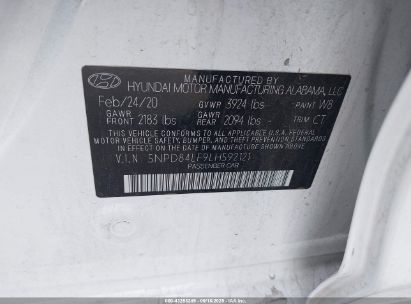 MANUFACTURED BY
HYUNDAI MOTOR MANUFACTURING ALABAMA, LLC
Feb/24/20 GVWR 3924 lbs PAINT W8
GAWR FRONT 2183 lbs GAWR REAR 2094 lbs TRIM CT
THIS VEHICLE CONFORMS TO ALL APPLICABLE U.S. FEDERAL
MOTOR VEHICLE SAFETY, BUMPER, AND THEFT PREVENTION
STANDARDS IN EFFECT ON THE DATE OF MANUFACTURE SHOWN ABOVE.
V.I.N 5NPD84LF9LH592121
PASSENGER CAR